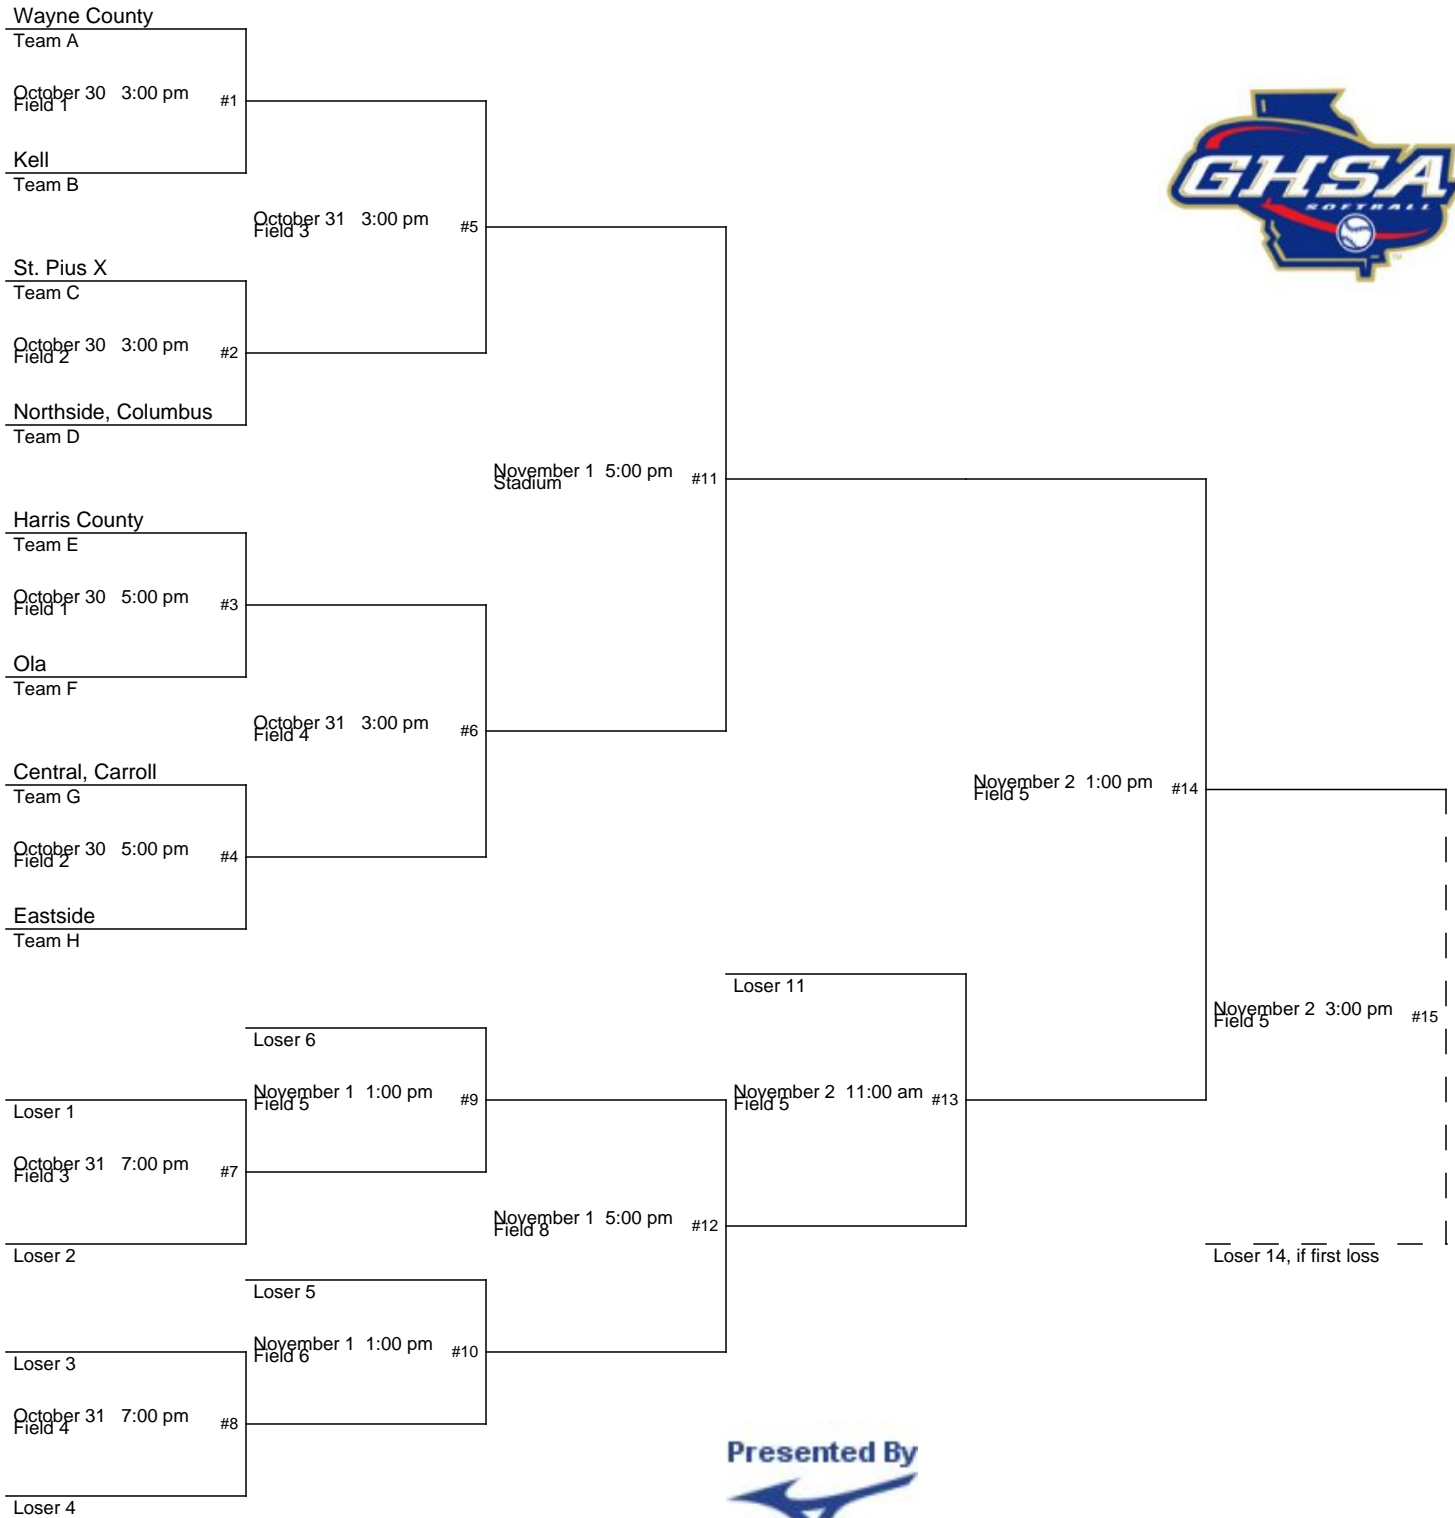 Wayne County
Team A
October 30 3:00 pm
Field 1
#1
Kell
Team B
October 31 3:00 pm
Field 3
#5
St. Pius X
Team C
October 30 3:00 pm
Field 2
#2
Northside, Columbus
Team D
November 1 5:00 pm
Stadium
#11
Harris County
Team E
October 30 5:00 pm
Field 1
#3
Ola
Team F
October 31 3:00 pm
Field 4
#6
Central, Carroll
Team G
October 30 5:00 pm
Field 2
#4
Eastside
Team H
November 2 1:00 pm
Field 5
#14
Loser 11
November 2 3:00 pm
Field 5
#15
Loser 6
November 1 1:00 pm
Field 5
#9
November 2 11:00 am
Field 5
#13
Loser 1
October 31 7:00 pm
Field 3
#7
Loser 2
November 1 5:00 pm
Field 8
#12
Loser 14, if first loss
Loser 5
November 1 1:00 pm
Field 6
#10
Loser 3
October 31 7:00 pm
Field 4
#8
Loser 4
GHSA
SOFTBALL
TM
Presented By